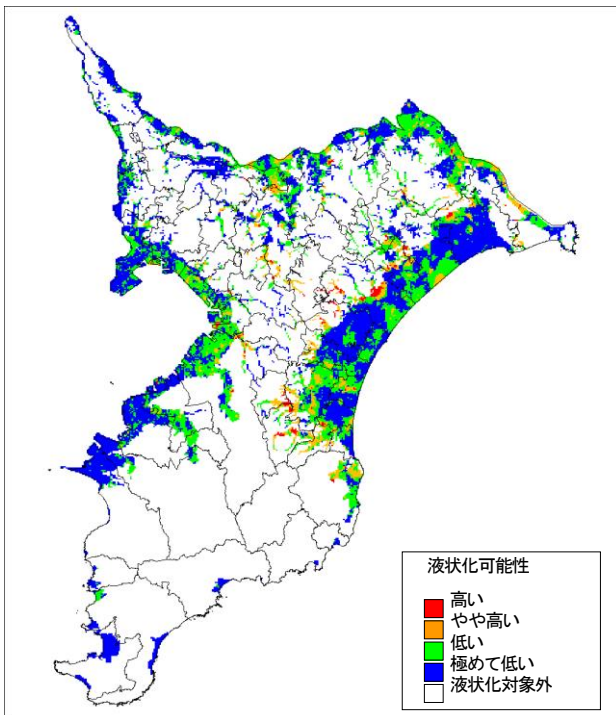 液状化可能性
高い
やや高い
低い
極めて低い
液状化対象外